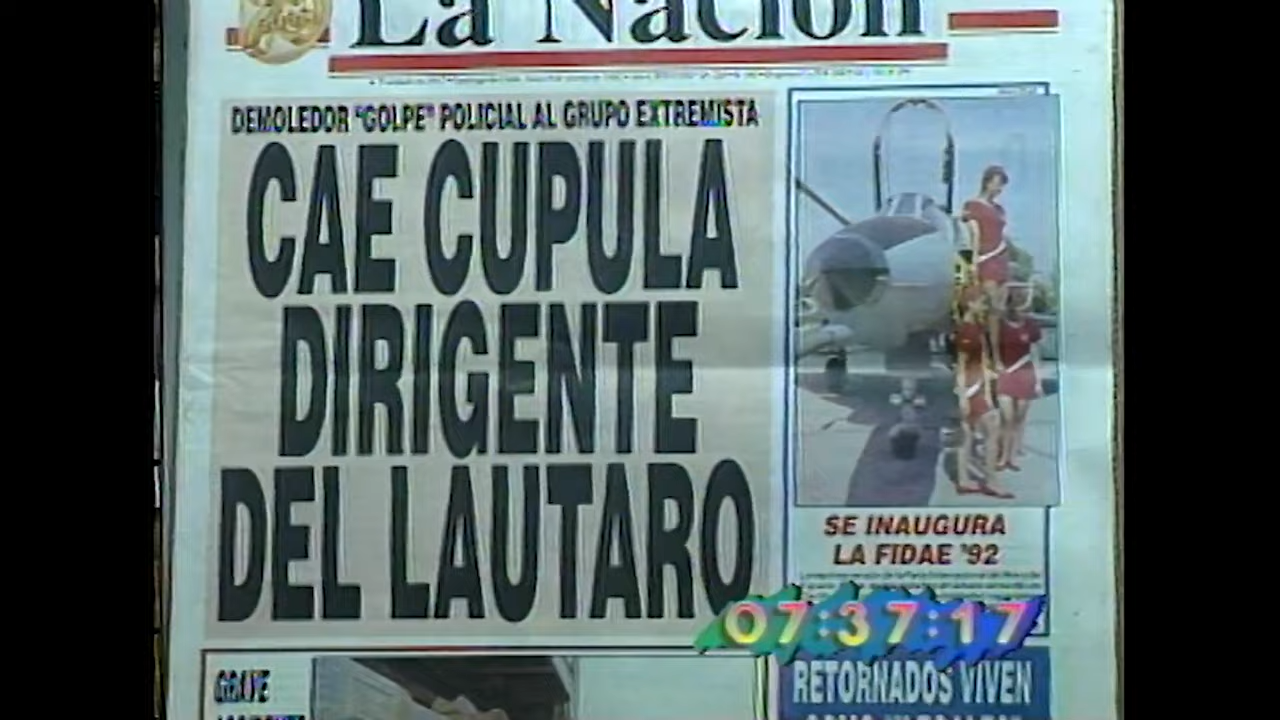 La Nación
DEMOLEDOR "GOLPE" POLICIAL AL GRUPO EXTREMISTA
CAE CUPULA
DIRIGENTE
DEL LAUTARO
SE INAUGURA
LA FIDAE '92
07:37:17
RETORNADOS VIVEN
GRAVE